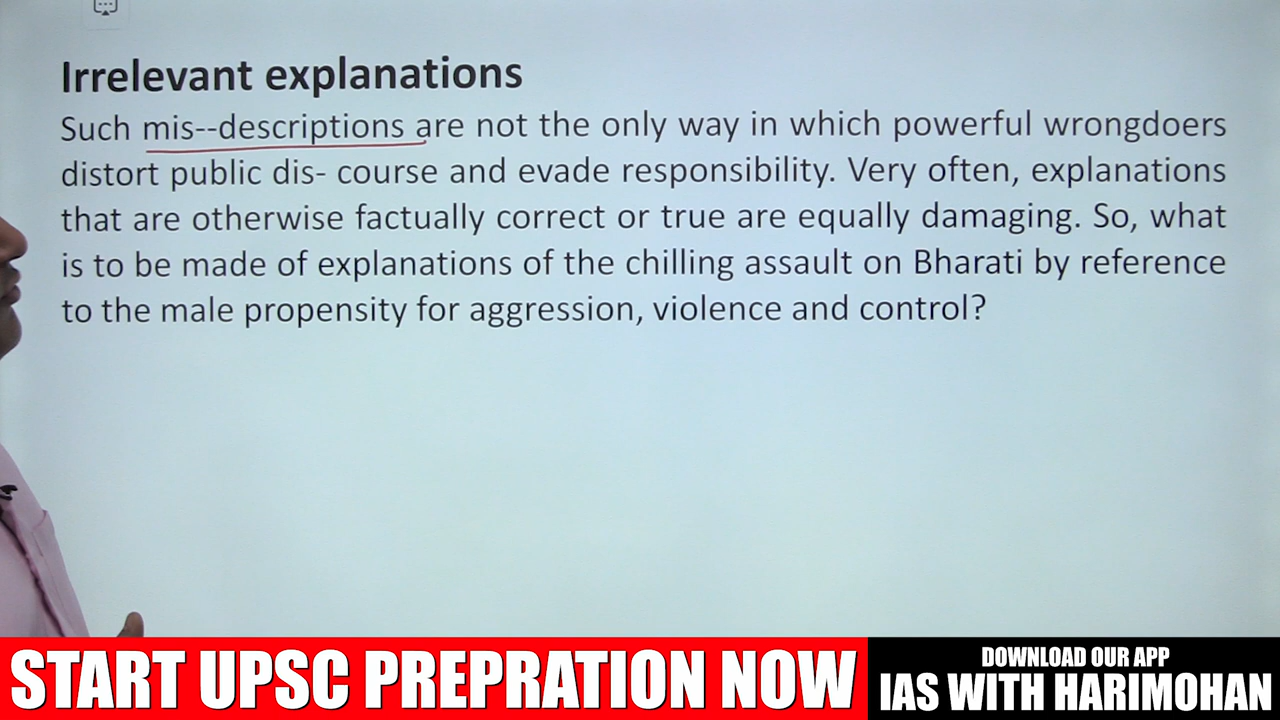 Irrelevant explanations
Such mis--descriptions are not the only way in which powerful wrongdoers
distort public dis- course and evade responsibility. Very often, explanations
that are otherwise factually correct or true are equally damaging. So, what
is to be made of explanations of the chilling assault on Bharati by reference
to the male propensity for aggression, violence and control?
START UPSC PREPRATION NOW
DOWNLOAD OUR APP
IAS WITH HARIMOHAN